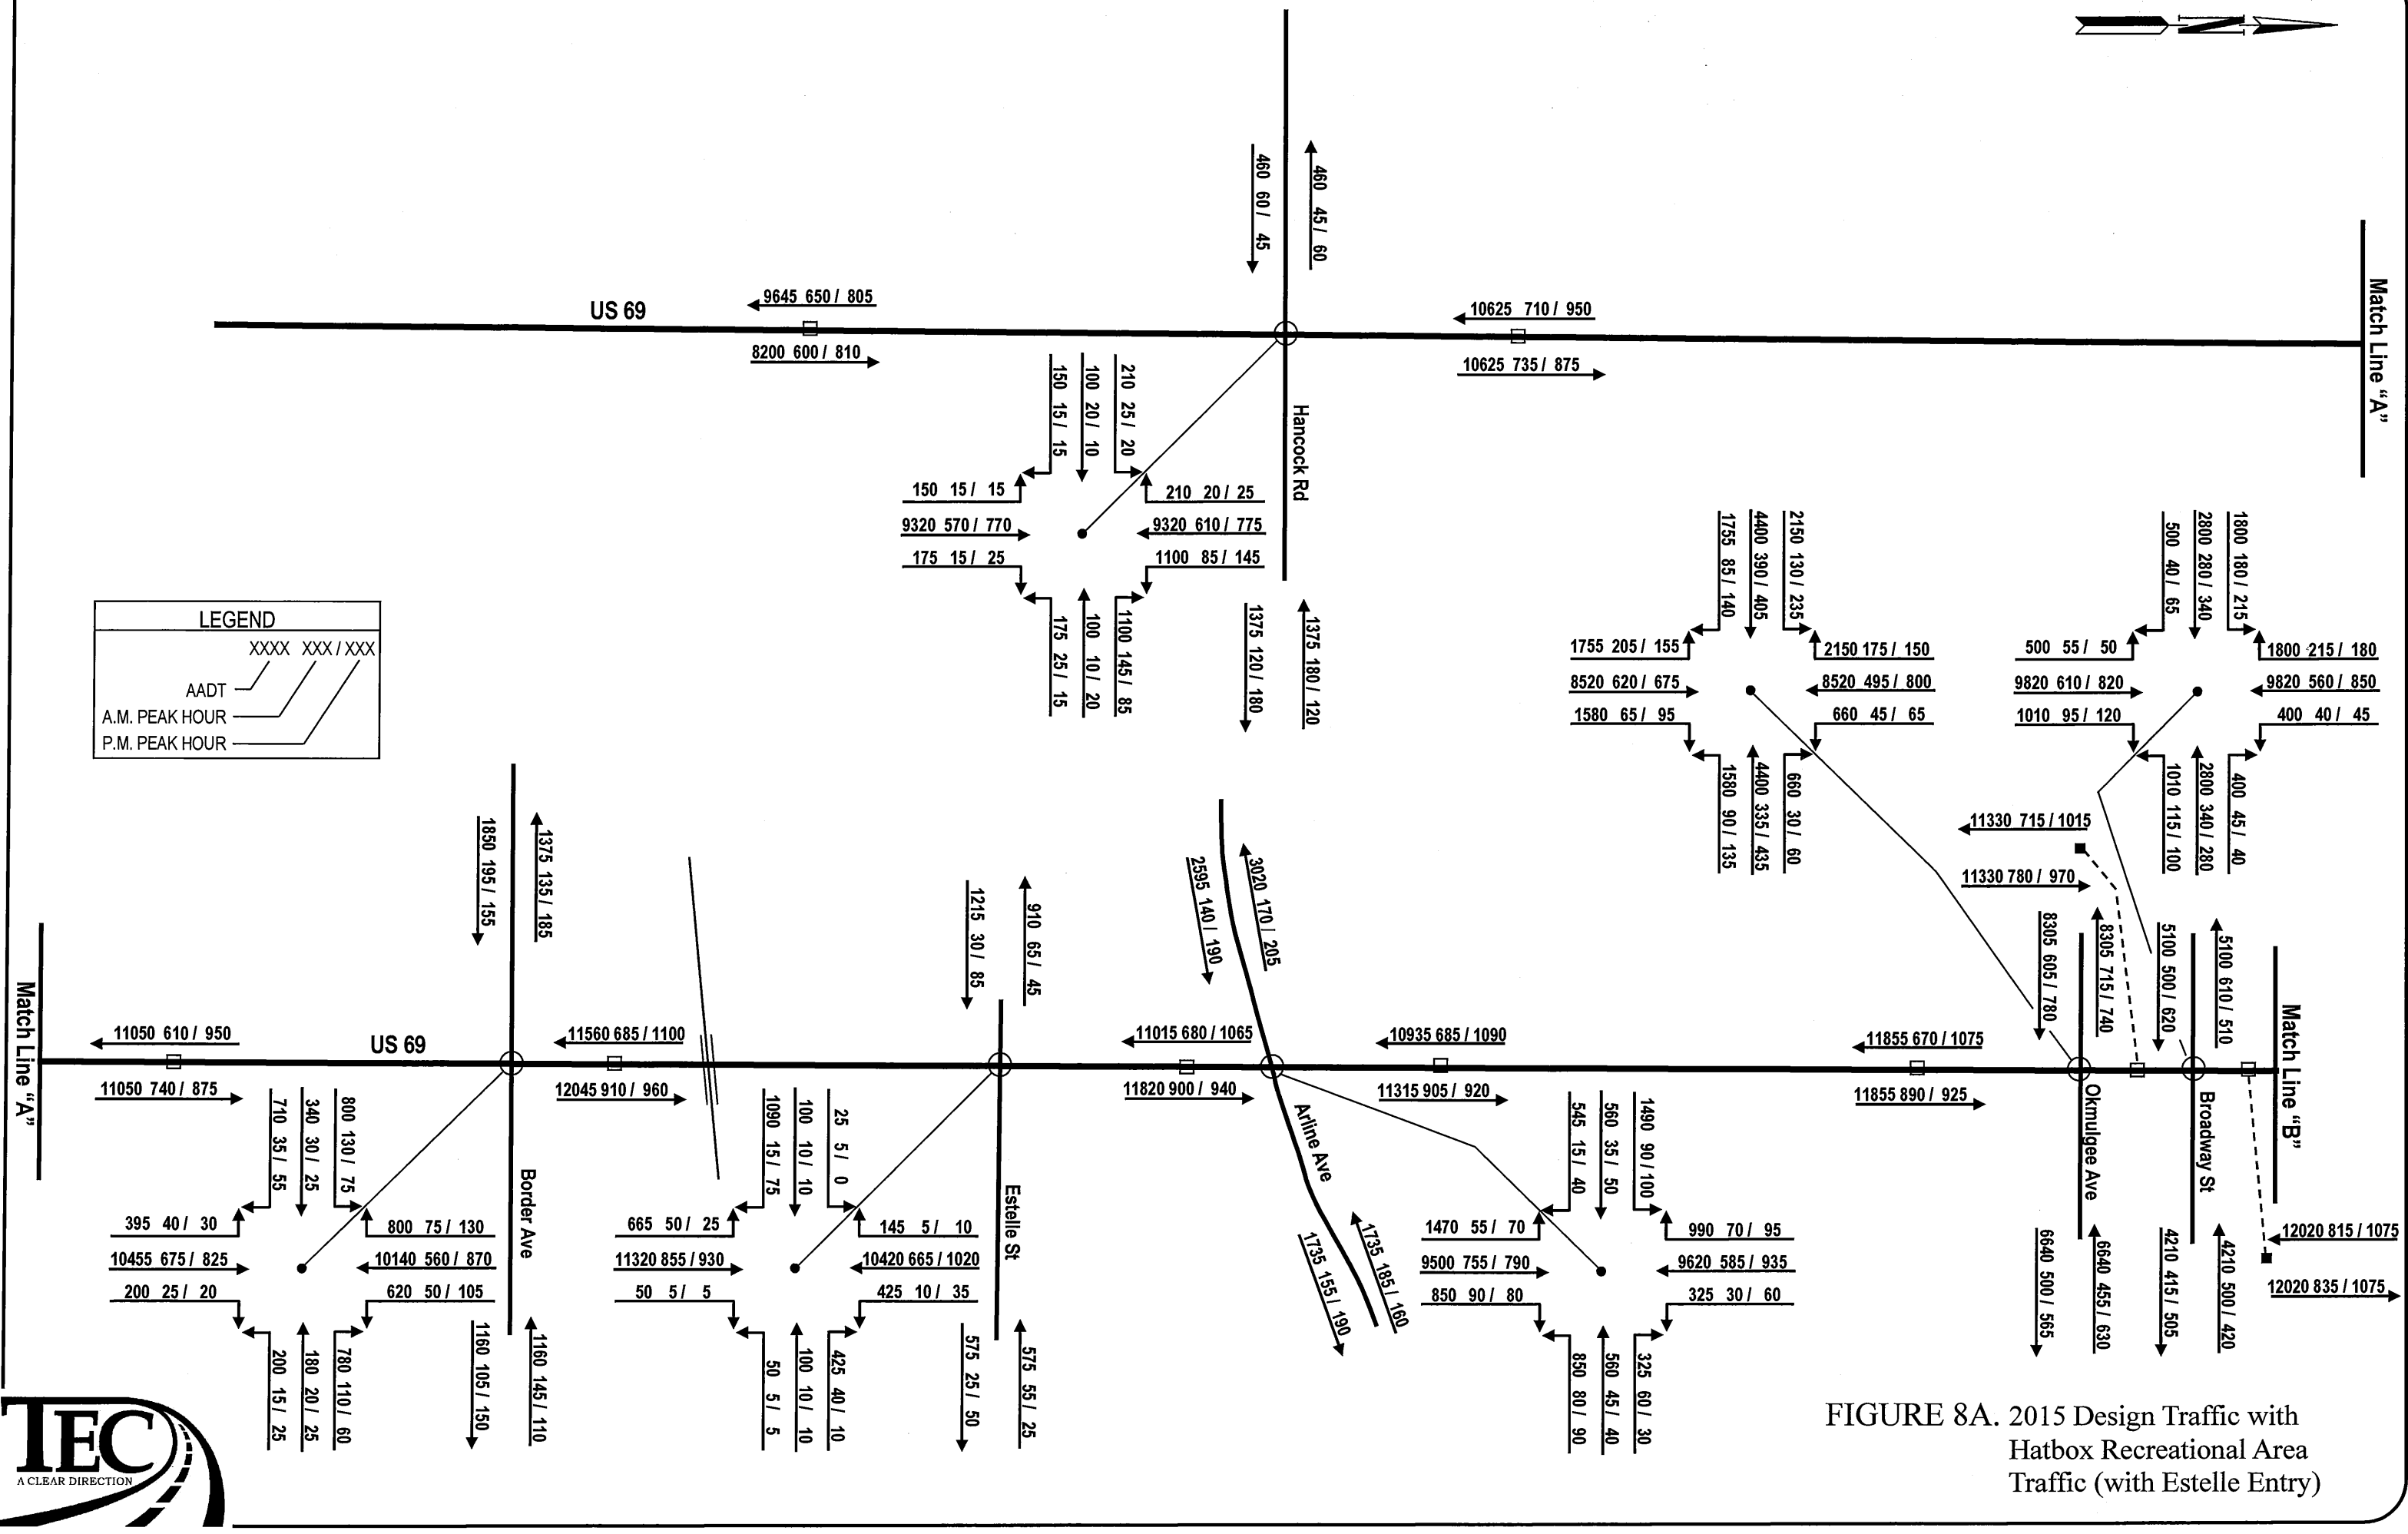 N
460 60 / 45
460 45 / 60
Match Line "A"
US 69
9645 650 / 805
8200 600 / 810
10625 710 / 950
10625 735 / 875
Hancock Rd
150 15 / 15
100 20 / 10
210 25 / 20
150 15 / 15
9320 570 / 770
175 15 / 25
210 20 / 25
9320 610 / 775
1100 85 / 145
175 25 / 15
100 10 / 20
1100 145 / 85
1375 120 / 180
1375 180 / 120
LEGEND
XXXX XXX / XXX
AADT
A.M. PEAK HOUR
P.M. PEAK HOUR
1755 85 / 140
4400 390 / 405
2150 130 / 235
1755 205 / 155
8520 620 / 675
1580 65 / 95
2150 175 / 150
8520 495 / 800
660 45 / 65
1580 90 / 135
4400 335 / 435
660 30 / 60
500 40 / 65
2800 280 / 340
1800 180 / 215
500 55 / 50
9820 610 / 820
1010 95 / 120
1800 215 / 180
9820 560 / 850
400 40 / 45
1010 115 / 100
2800 340 / 280
400 45 / 40
11330 715 / 1015
11330 780 / 970
8305 605 / 780
8305 715 / 740
5100 500 / 620
5100 610 / 510
Match Line "A"
1850 195 / 155
1375 135 / 185
1215 30 / 85
910 65 / 45
2595 140 / 190
3020 170 / 205
Match Line "B"
11050 610 / 950
US 69
11050 740 / 875
11560 685 / 1100
12045 910 / 960
11015 680 / 1065
11820 900 / 940
10935 685 / 1090
11315 905 / 920
11855 670 / 1075
11855 890 / 925
Border Ave
Estelle St
Arline Ave
Okmulgee Ave
Broadway St
710 35 / 55
340 30 / 25
800 130 / 75
395 40 / 30
10455 675 / 825
200 25 / 20
800 75 / 130
10140 560 / 870
620 50 / 105
200 15 / 25
180 20 / 25
780 110 / 60
1160 105 / 150
1160 145 / 110
1090 15 / 75
100 10 / 10
25 5 / 0
665 50 / 25
11320 855 / 930
50 5 / 5
145 5 / 10
10420 665 / 1020
425 10 / 35
50 5 / 5
100 10 / 10
425 40 / 10
575 25 / 50
575 55 / 25
1735 155 / 190
1735 185 / 160
545 15 / 40
560 35 / 50
1490 90 / 100
1470 55 / 70
9500 755 / 790
850 90 / 80
990 70 / 95
9620 585 / 935
325 30 / 60
850 80 / 90
560 45 / 40
325 60 / 30
6640 500 / 565
6640 455 / 630
4210 415 / 505
4210 500 / 420
12020 815 / 1075
12020 835 / 1075
TEC
A CLEAR DIRECTION
FIGURE 8A. 2015 Design Traffic with
Hatbox Recreational Area
Traffic (with Estelle Entry)